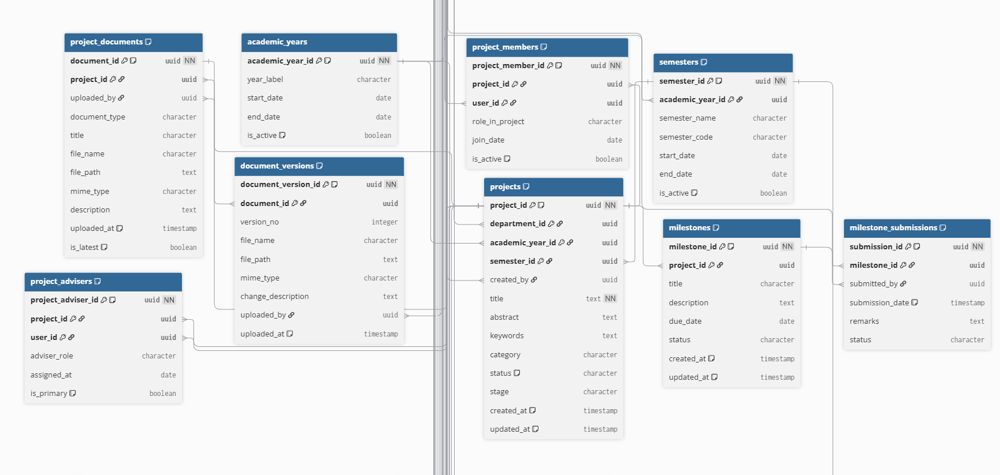 project_documents
document_id uuid NN
project_id uuid
uploaded_by uuid
document_type character
title character
file_name character
file_path text
mime_type character
description text
uploaded_at timestamp
is_latest boolean
academic_years
academic_year_id uuid NN
year_label character
start_date date
end_date date
is_active boolean
document_versions
document_version_id uuid NN
document_id uuid
version_no integer
file_name character
file_path text
mime_type character
change_description text
uploaded_by uuid
uploaded_at timestamp
project_advisers
project_adviser_id uuid NN
project_id uuid
user_id uuid
adviser_role character
assigned_at date
is_primary boolean
project_members
project_member_id uuid NN
project_id uuid
user_id uuid
role_in_project character
join_date date
is_active boolean
projects
project_id uuid NN
department_id uuid
academic_year_id uuid
semester_id uuid
created_by uuid
title text NN
abstract text
keywords text
category character
status character
stage character
created_at timestamp
updated_at timestamp
semesters
semester_id uuid NN
academic_year_id uuid
semester_name character
semester_code character
start_date date
end_date date
is_active boolean
milestones
milestone_id uuid NN
project_id uuid
title character
description text
due_date date
status character
created_at timestamp
updated_at timestamp
milestone_submissions
submission_id uuid NN
milestone_id uuid
submitted_by uuid
submission_date timestamp
remarks text
status character